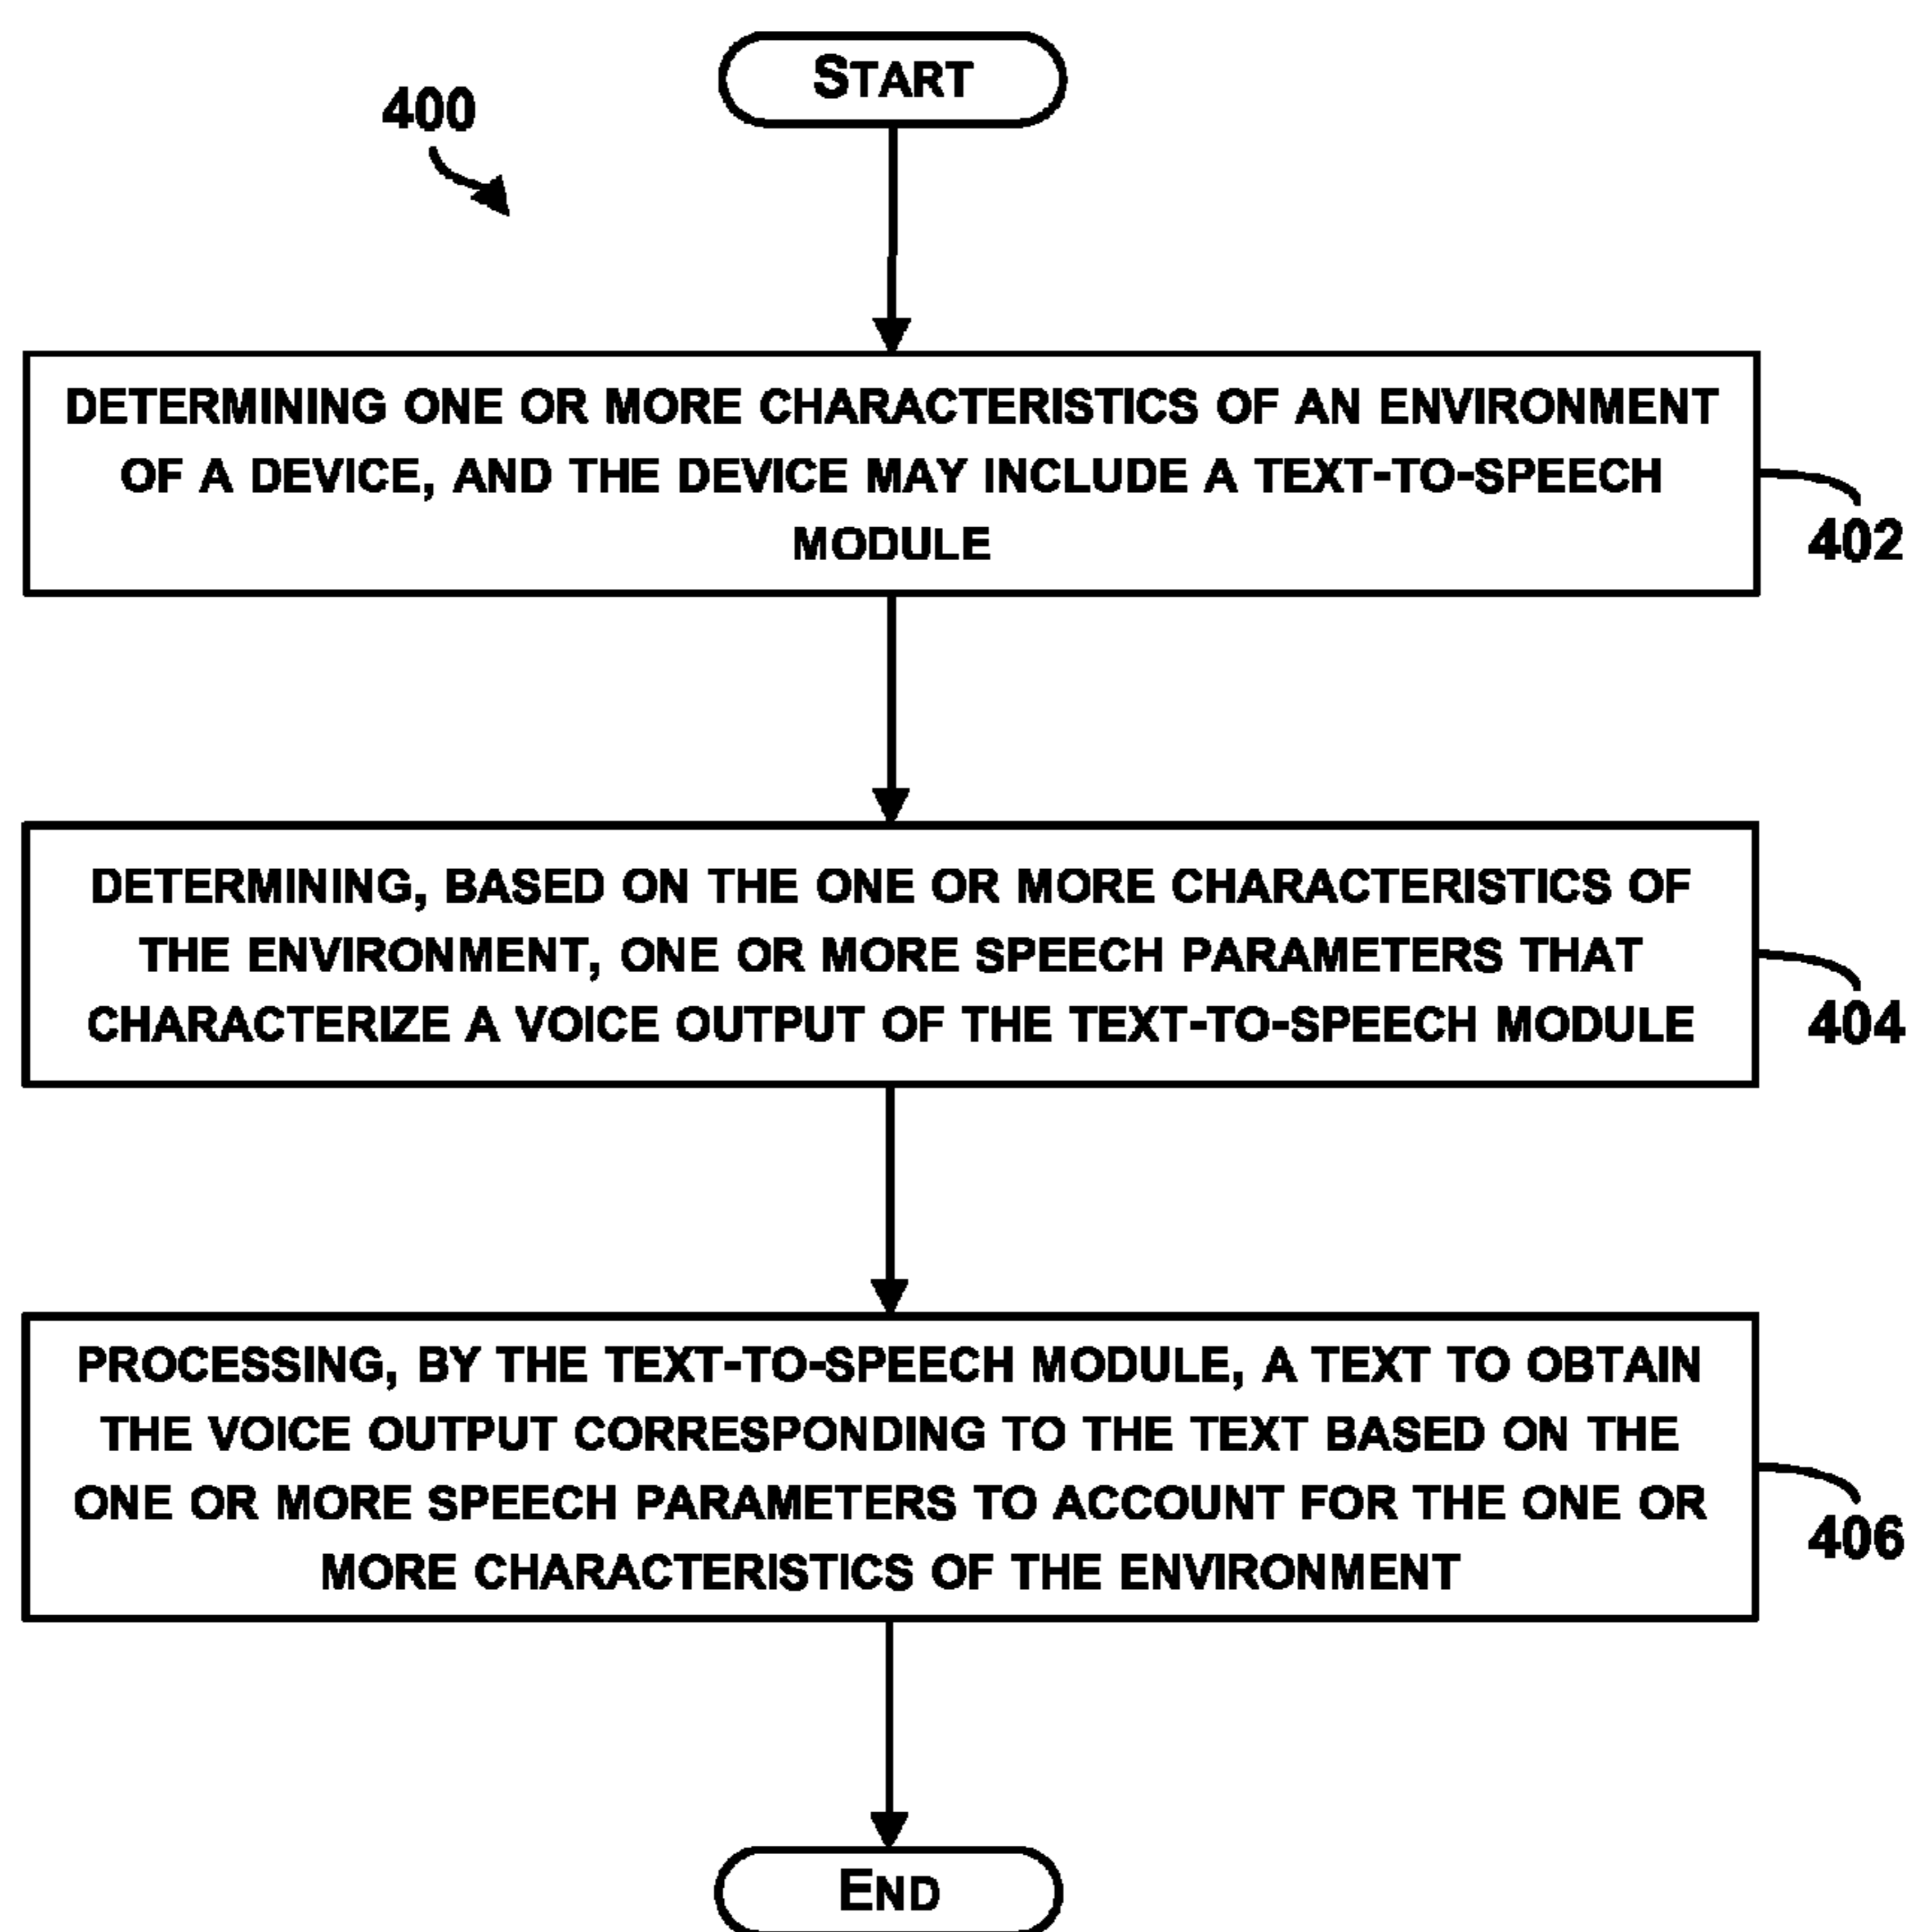 START
400
DETERMINING ONE OR MORE CHARACTERISTICS OF AN ENVIRONMENT
OF A DEVICE, AND THE DEVICE MAY INCLUDE A TEXT-TO-SPEECH
MODULE
402
DETERMINING, BASED ON THE ONE OR MORE CHARACTERISTICS OF
THE ENVIRONMENT, ONE OR MORE SPEECH PARAMETERS THAT
CHARACTERIZE A VOICE OUTPUT OF THE TEXT-TO-SPEECH MODULE
404
PROCESSING, BY THE TEXT-TO-SPEECH MODULE, A TEXT TO OBTAIN
THE VOICE OUTPUT CORRESPONDING TO THE TEXT BASED ON THE
ONE OR MORE SPEECH PARAMETERS TO ACCOUNT FOR THE ONE OR
MORE CHARACTERISTICS OF THE ENVIRONMENT
406
END